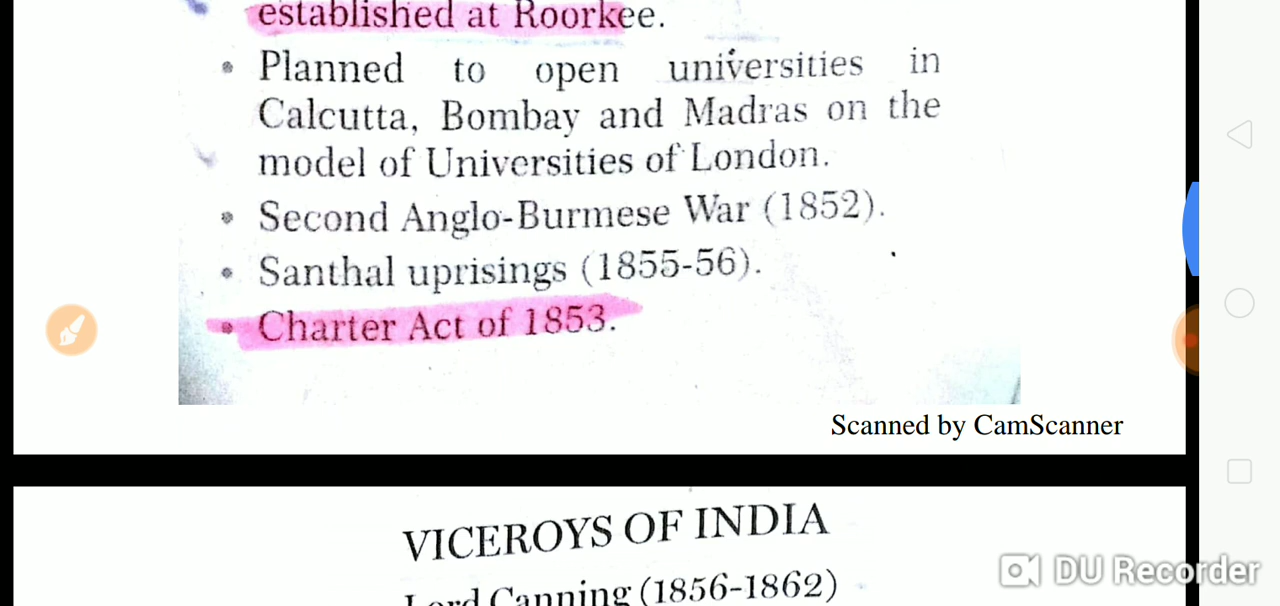 established at Roorkee.
• Planned to open universities in
Calcutta, Bombay and Madras on the
model of Universities of London.
• Second Anglo-Burmese War (1852).
• Santhal uprisings (1855-56).
• Charter Act of 1853.
Scanned by CamScanner
VICEROYS OF INDIA
Lord Canning (1856-1862)
DU Recorder